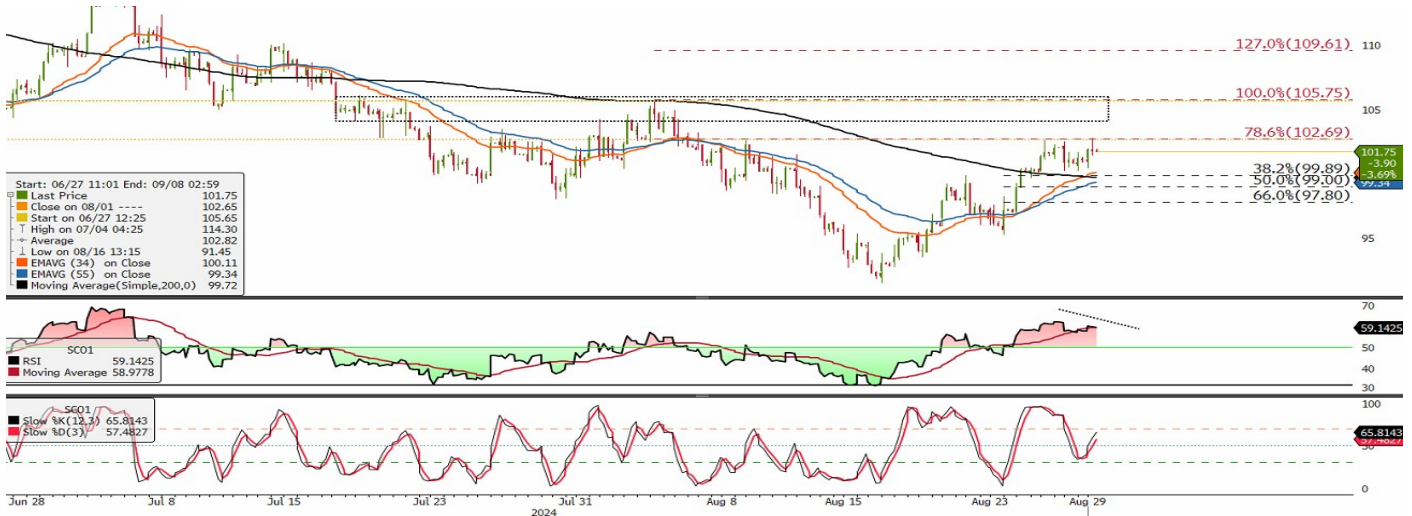 127.0%(109.61)
110
100.0%(105.75)
105
78.6%(102.69)
101.75
-3.90
-3.69%
38.2%(99.89)
50.0%(99.00)
99.34
66.0%(97.80)
95
Start: 06/27 11:01 End: 09/08 02:59
Last Price 101.75
Close on 08/01 ---- 102.65
Start on 06/27 12:25 105.65
High on 07/04 04:25 114.30
Average 102.82
Low on 08/16 13:15 91.45
EMAVG (34) on Close 100.11
EMAVG (55) on Close 99.34
Moving Average(Simple,200,0) 99.72
70
59.1425
50
40
30
SCO1
RSI 59.1425
Moving Average 58.9778
100
65.8143
57.4827
50
0
SCO1
Slow %K(12,3) 65.8143
Slow %D(3) 57.4827
Jun 28 Jul 8 Jul 15 Jul 23 Jul 31 Aug 8 Aug 15 Aug 23 Aug 29
2024